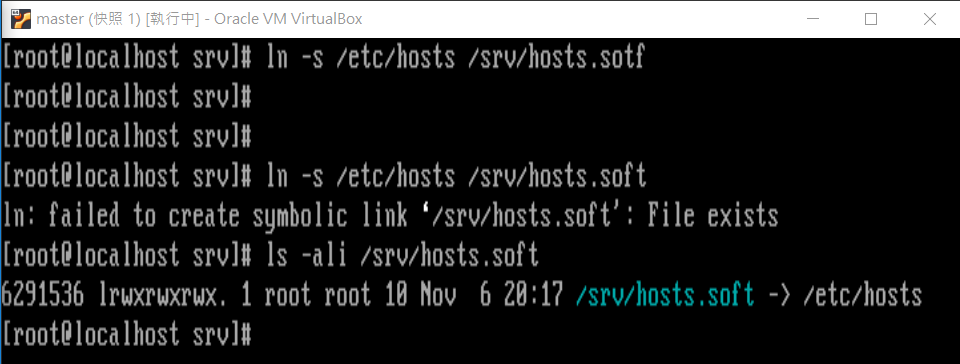 master (快照 1) [執行中] - Oracle VM VirtualBox
[root@localhost srv]# ln -s /etc/hosts /srv/hosts.sotf
[root@localhost srv]#
[root@localhost srv]#
[root@localhost srv]# ln -s /etc/hosts /srv/hosts.soft
ln: failed to create symbolic link ‘/srv/hosts.soft’: File exists
[root@localhost srv]# ls -ali /srv/hosts.soft
6291536 lrwxrwxrwx. 1 root root 10 Nov  6 20:17 /srv/hosts.soft -> /etc/hosts
[root@localhost srv]#